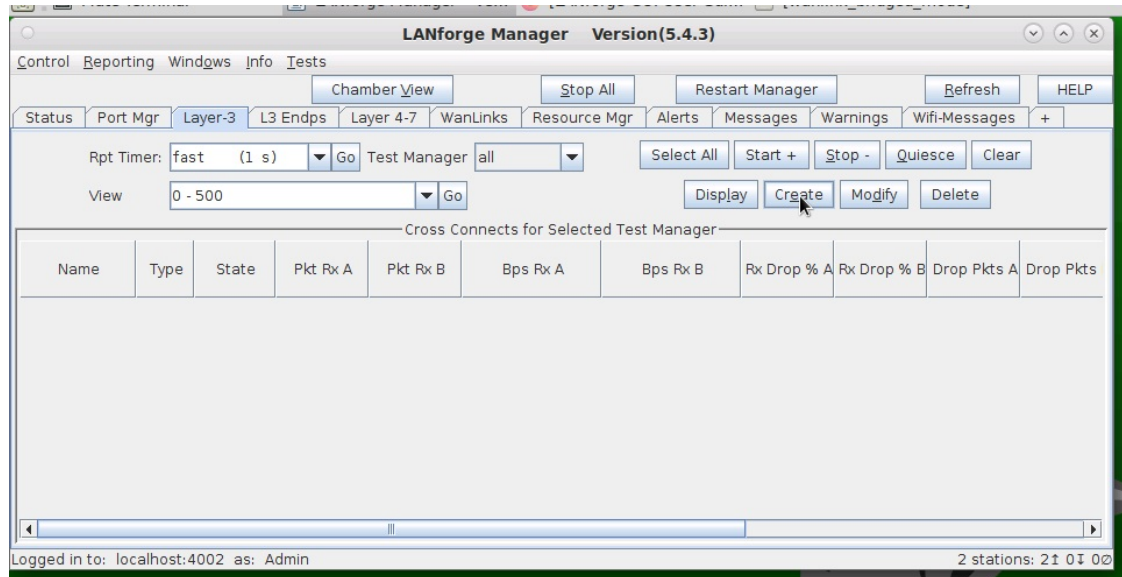 LANforge Manager Version(5.4.3)
Control Reporting Windows Info Tests
Chamber View Stop All Restart Manager Refresh HELP
Status Port Mgr Layer-3 L3 Endps Layer 4-7 WanLinks Resource Mgr Alerts Messages Warnings Wifi-Messages +
Rpt Timer: fast (1 s) Go Test Manager all Select All Start + Stop - Quiesce Clear
View 0 - 500 Go Display Create Modify Delete
Cross Connects for Selected Test Manager
Name Type State Pkt Rx A Pkt Rx B Bps Rx A Bps Rx B Rx Drop % A Rx Drop % B Drop Pkts A Drop Pkts
Logged in to: localhost:4002 as: Admin 2 stations: 2↥ 0↧ 0∅